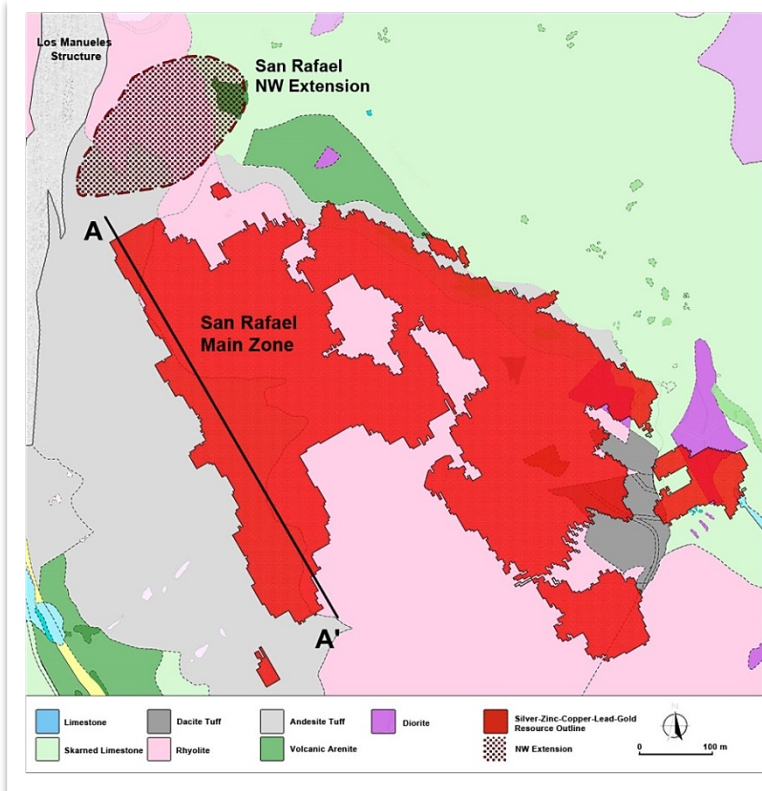 Los Manueles
Structure
San Rafael
NW Extension
A
San Rafael
Main Zone
A'
Limestone
Dacite Tuff
Andesite Tuff
Diorite
Silver-Zinc-Copper-Lead-Gold
Resource Outline
Skarned Limestone
Rhyolite
Volcanic Arenite
NW Extension
N
0 100 m